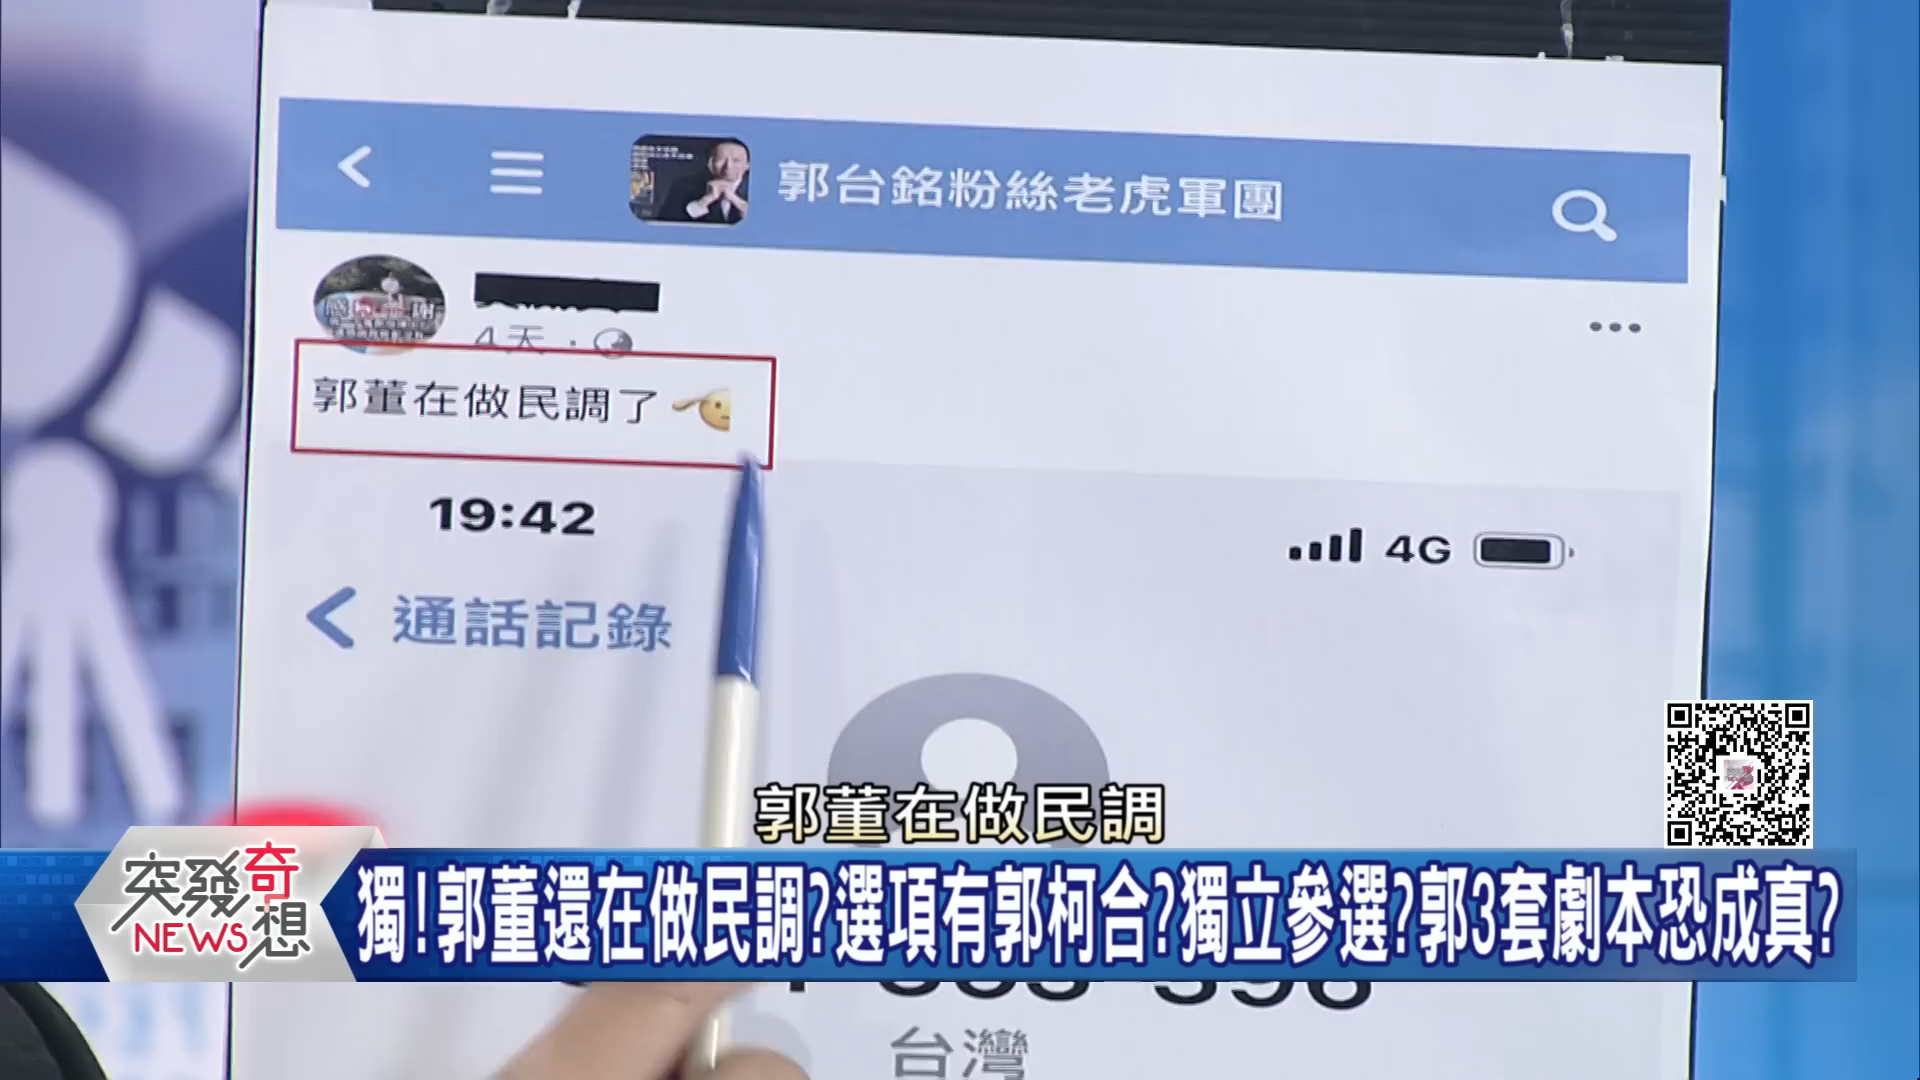 郭台銘粉絲老虎軍團
4天
郭董在做民調了
19:42
4G
通話記錄
郭董在做民調
突發奇想
NEWS
獨!郭董還在做民調?選項有郭柯合?獨立參選?郭3套劇本恐成真?
台灣